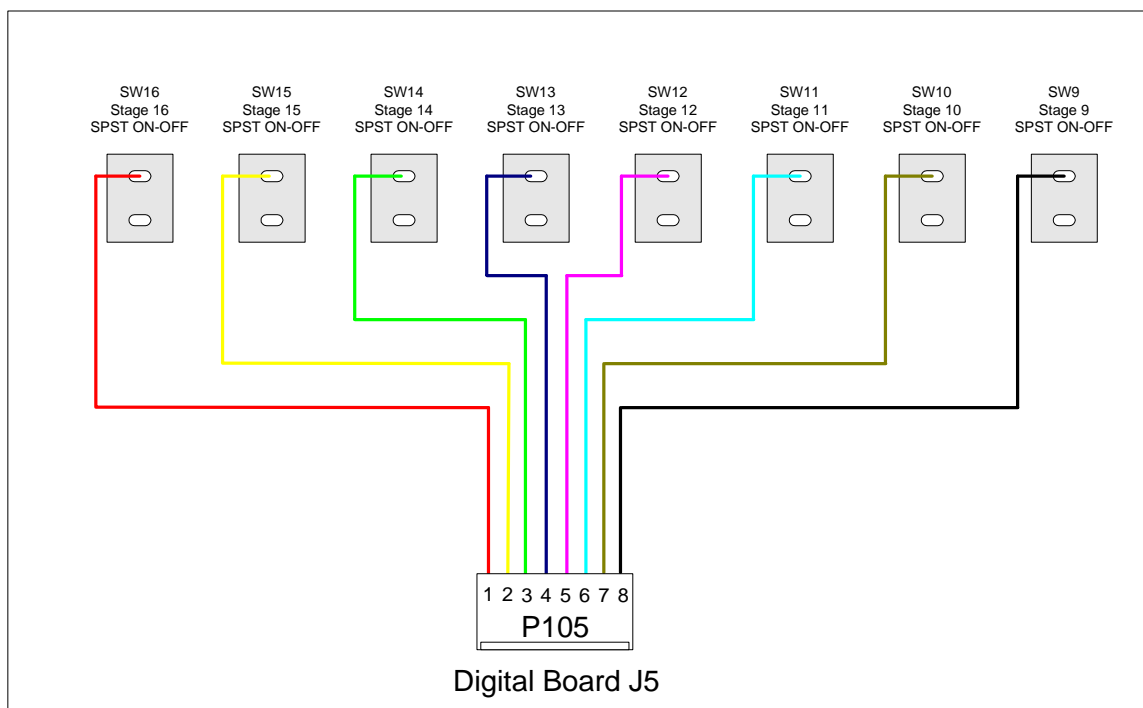 SW16 SW15 SW14 SW13 SW12 SW11 SW10 SW9
Stage 16 Stage 15 Stage 14 Stage 13 Stage 12 Stage 11 Stage 10 Stage 9
SPST ON-OFF SPST ON-OFF SPST ON-OFF SPST ON-OFF SPST ON-OFF SPST ON-OFF SPST ON-OFF SPST ON-OFF
1 2 3 4 5 6 7 8
P105
Digital Board J5